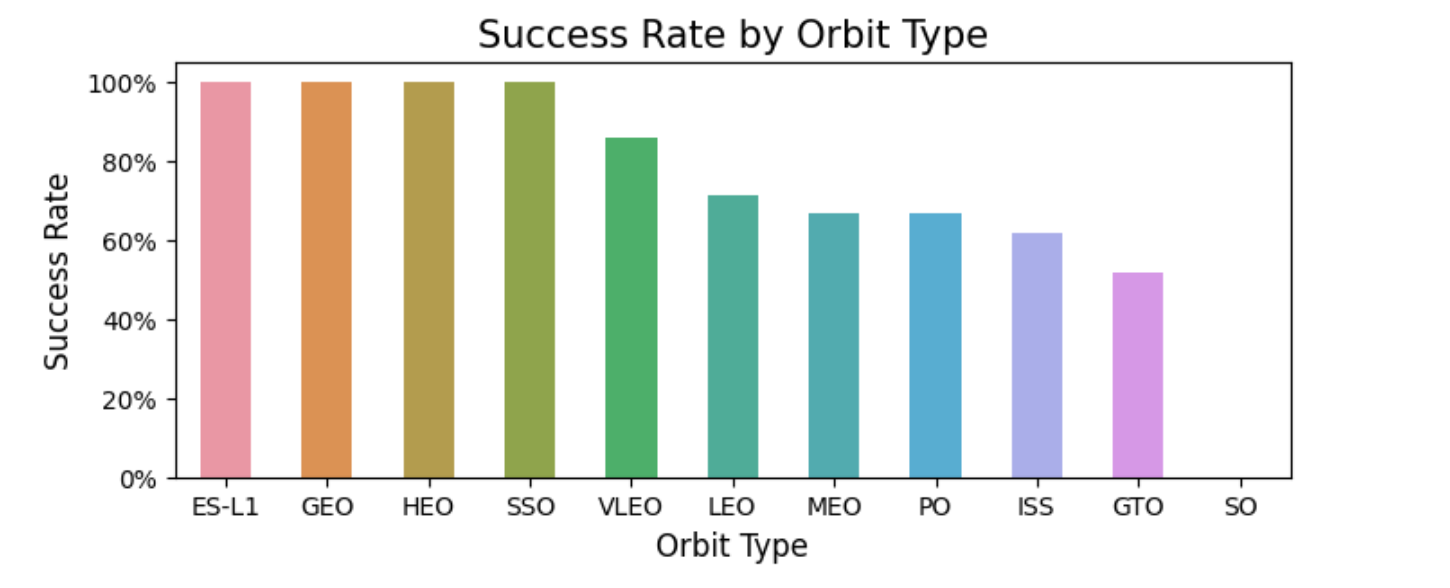 Success Rate by Orbit Type
Success Rate
100%
80%
60%
40%
20%
0%
ES-L1 GEO HEO SSO VLEO LEO MEO PO ISS GTO SO
Orbit Type